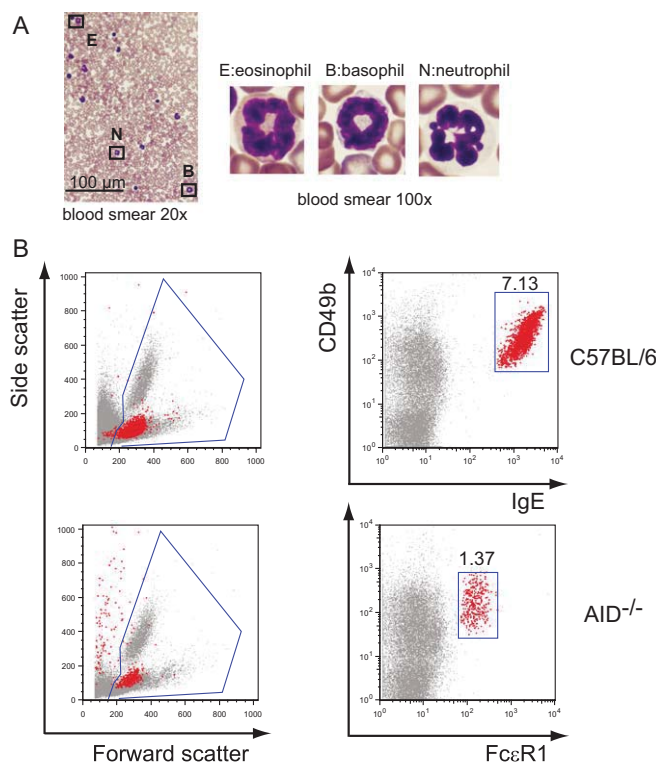 A
E
N
B
100 µm
blood smear 20x
E:eosinophil B:basophil N:neutrophil
blood smear 100x
B
Side scatter
1000
800
600
400
200
0
0 200 400 600 800 1000
CD49b
10⁴
10³
10²
10¹
10⁰
7.13
10⁰ 10¹ 10² 10³ 10⁴
IgE
C57BL/6
1000
800
600
400
200
0
0 200 400 600 800 1000
Forward scatter
10⁴
10³
10²
10¹
10⁰
1.37
10⁰ 10¹ 10² 10³ 10⁴
FcεR1
AID⁻/⁻